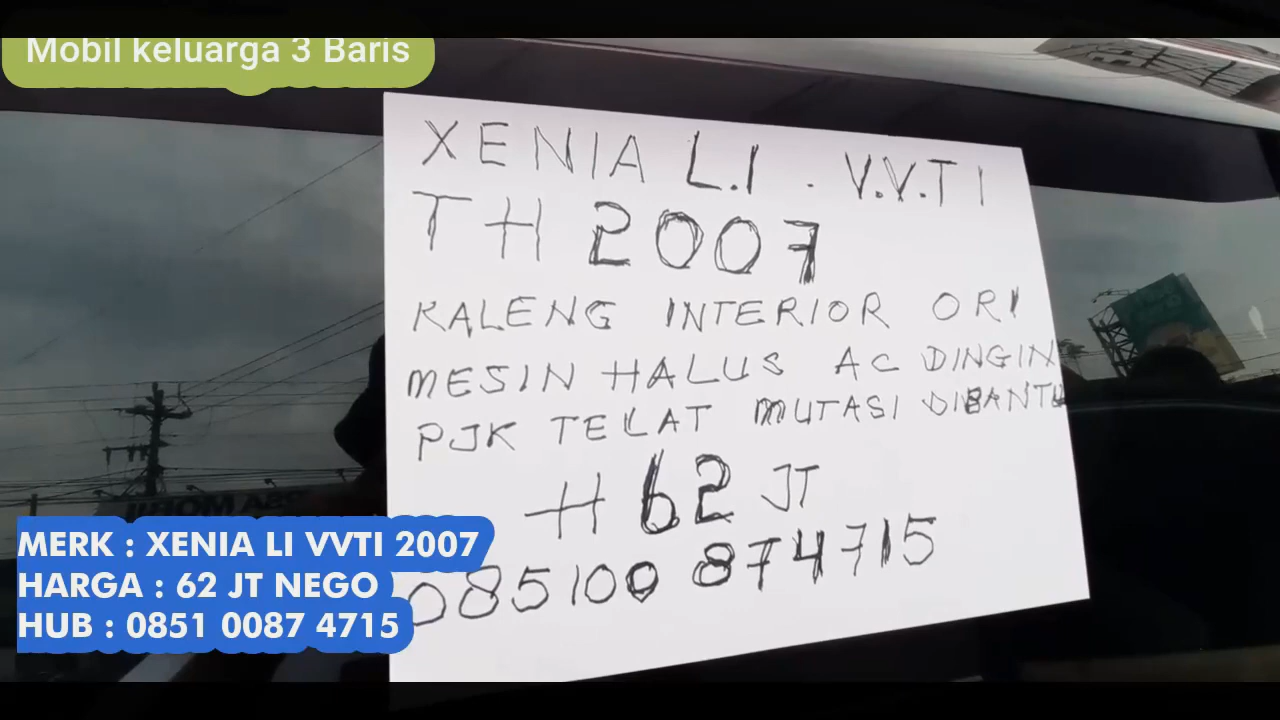 Mobil keluarga 3 Baris
XENIA L.I . V.V.T I
TH 2007
KALENG INTERIOR ORI
MESIN HALUS AC DINGIN
PJK TELAT MUTASI DIBANTU
H 62 JT
085100 874715
MERK : XENIA LI VVTI 2007
HARGA : 62 JT NEGO
HUB : 0851 0087 4715